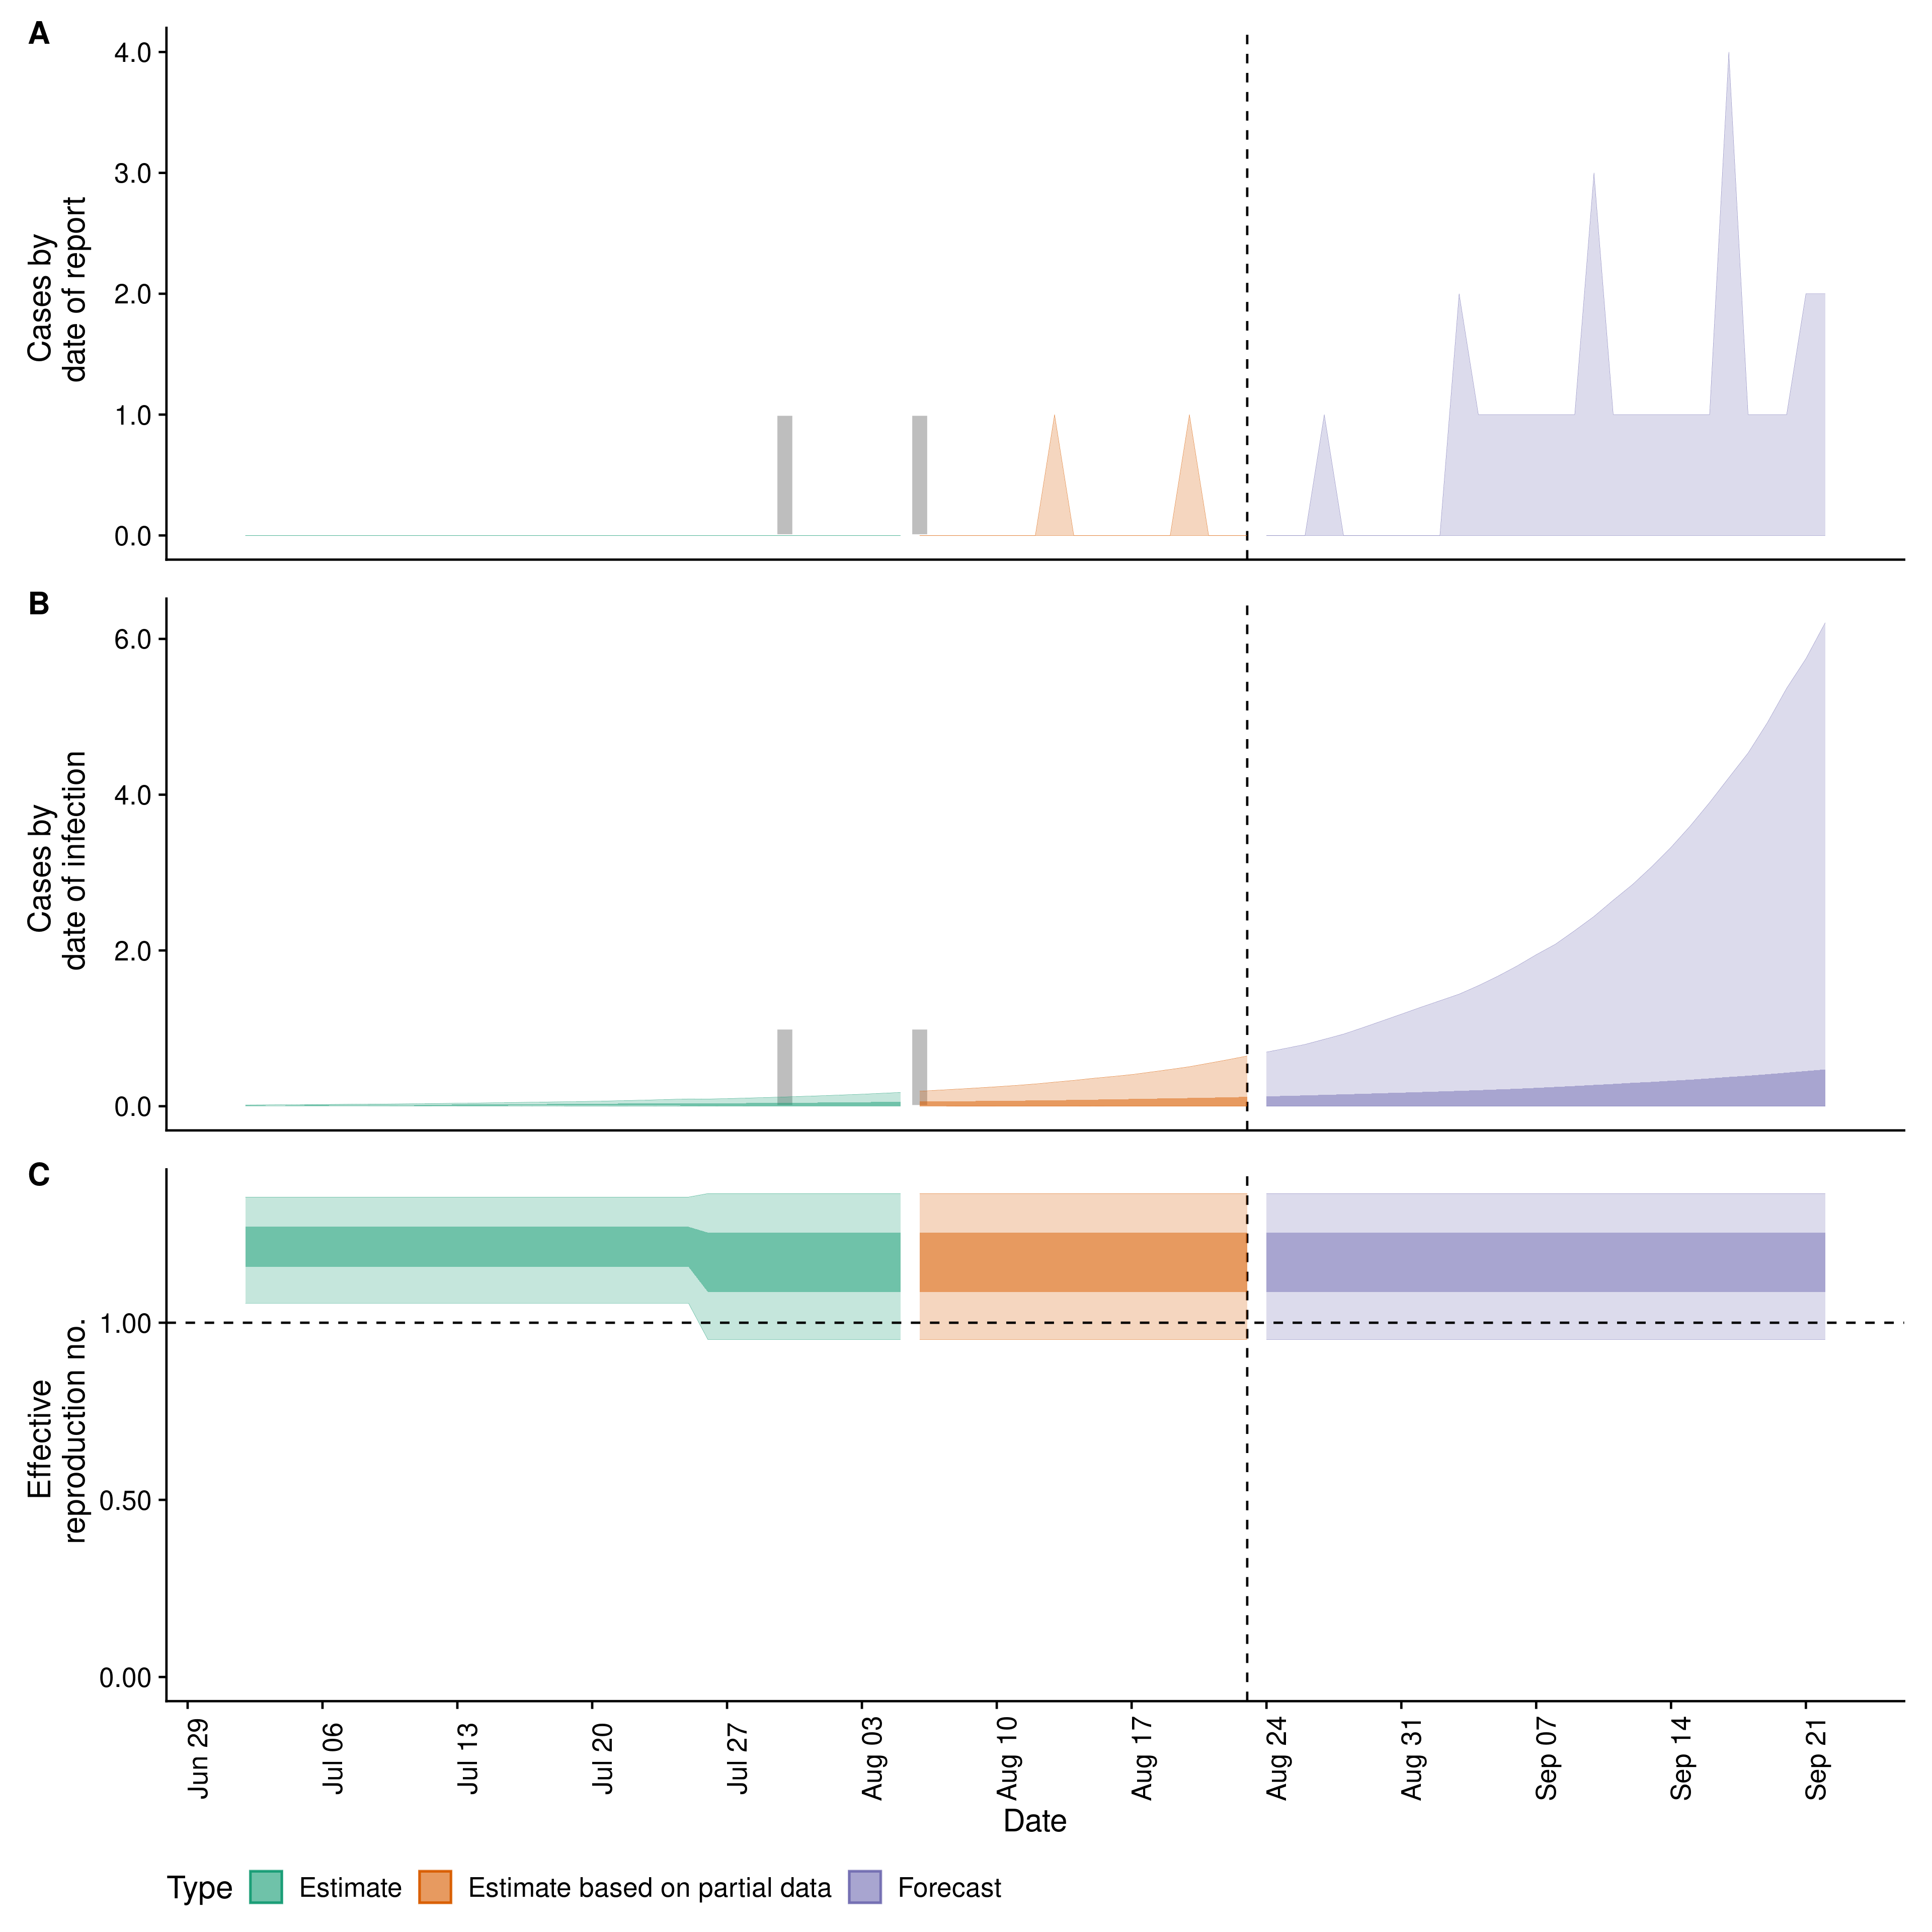 A
4.0
3.0
2.0
1.0
0.0
Cases by
date of report
B
6.0
4.0
2.0
0.0
Cases by
date of infection
C
1.00
0.50
0.00
Effective
reproduction no.
Jun 29
Jul 06
Jul 13
Jul 20
Jul 27
Aug 03
Aug 10
Aug 17
Aug 24
Aug 31
Sep 07
Sep 14
Sep 21
Date
Type Estimate Estimate based on partial data Forecast